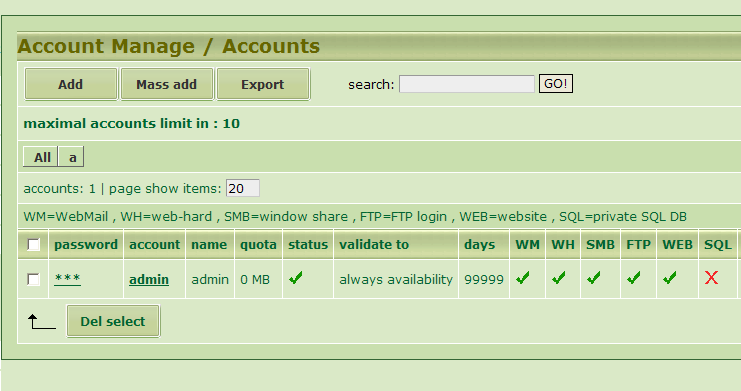 Account Manage / Accounts
Add Mass add Export search: GO!
maximal accounts limit in : 10
All a
accounts: 1 | page show items: 20
WM=WebMail , WH=web-hard , SMB=window share , FTP=FTP login , WEB=website , SQL=private SQL DB
password account name quota status validate to days WM WH SMB FTP WEB SQL
*** admin admin 0 MB always availability 99999
Del select